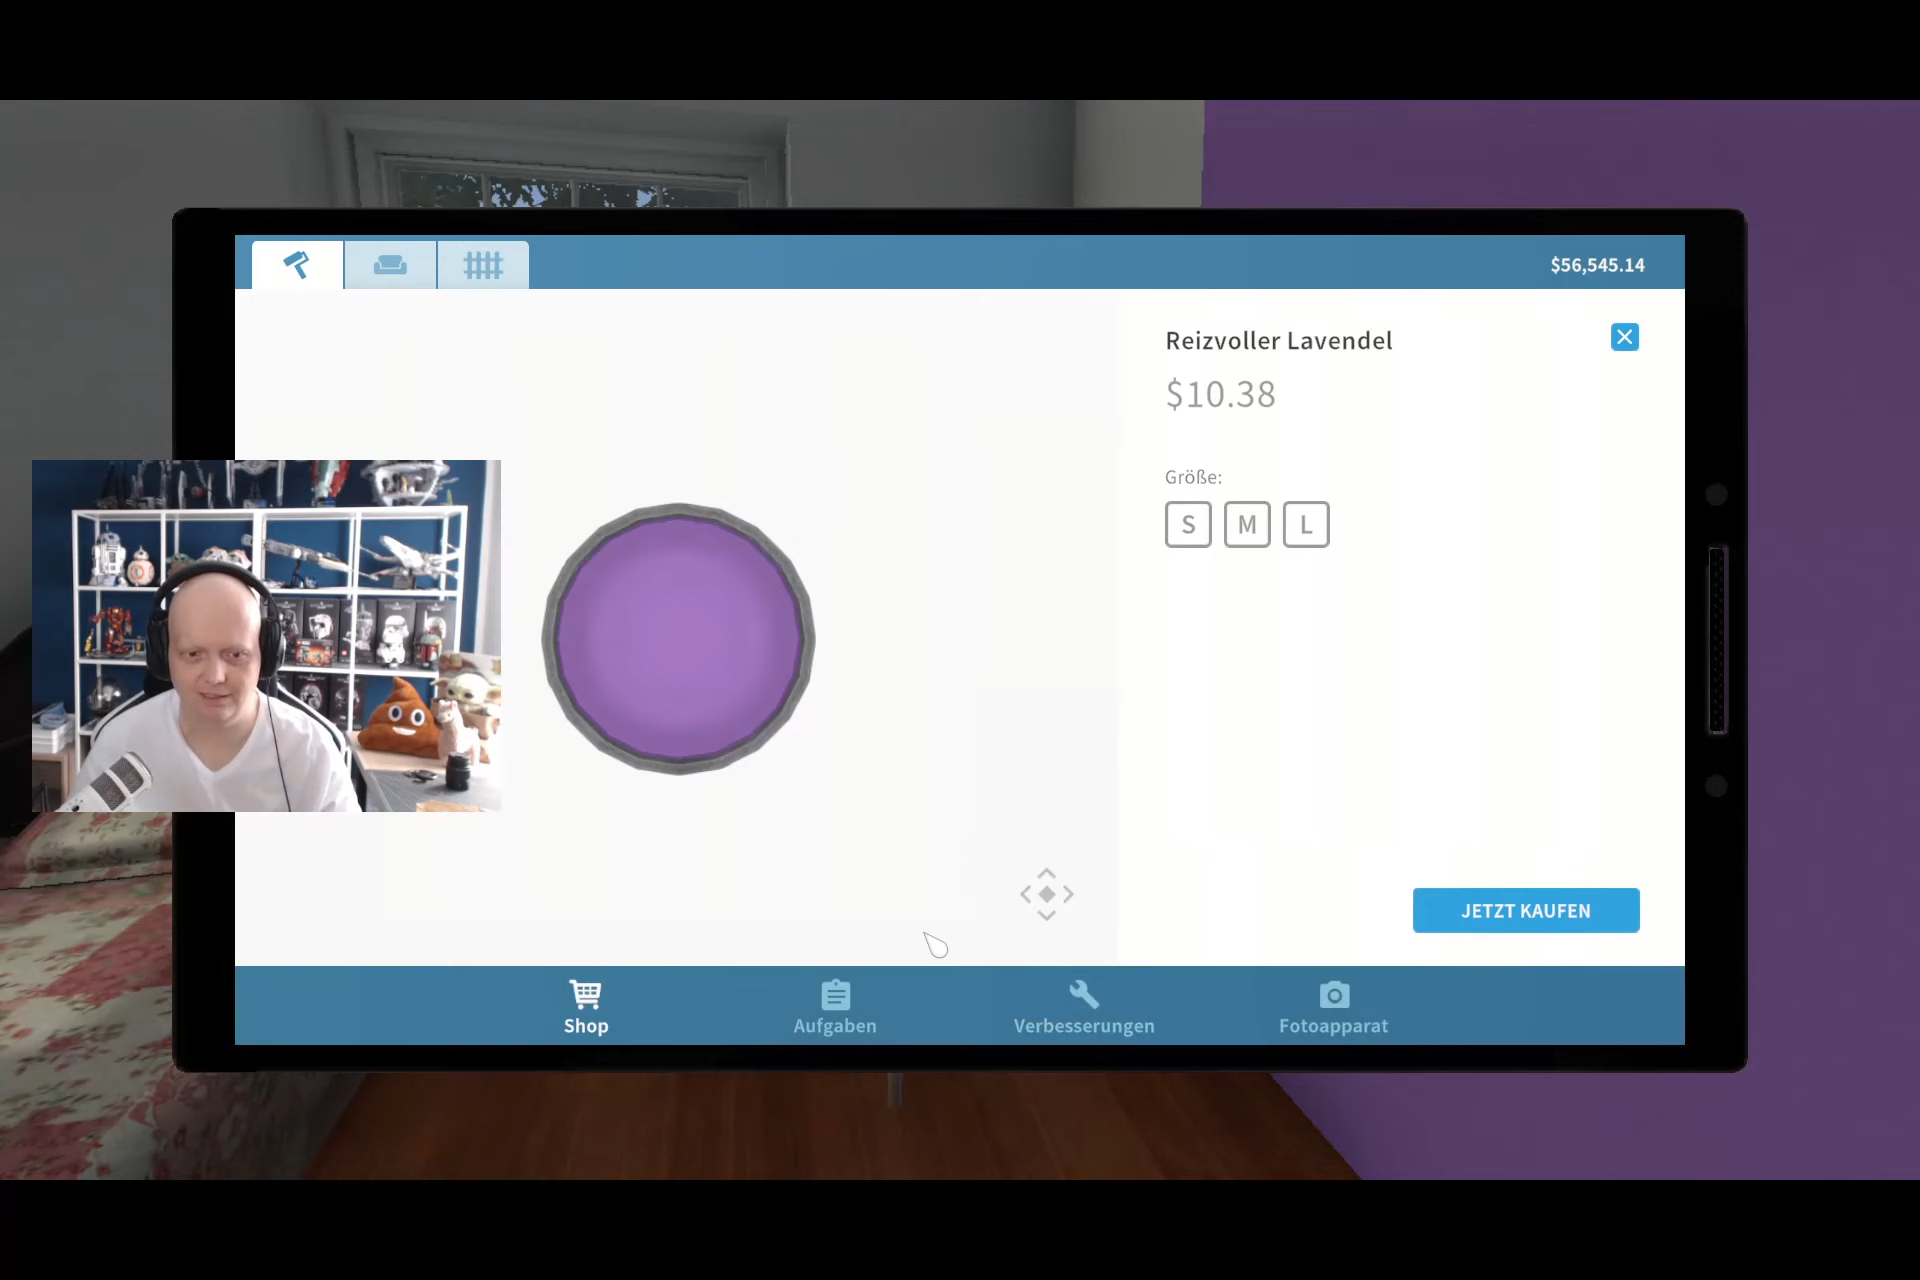 $56,545.14
Reizvoller Lavendel
$10.38
Größe:
S M L
JETZT KAUFEN
Shop Aufgaben Verbesserungen Fotoapparat